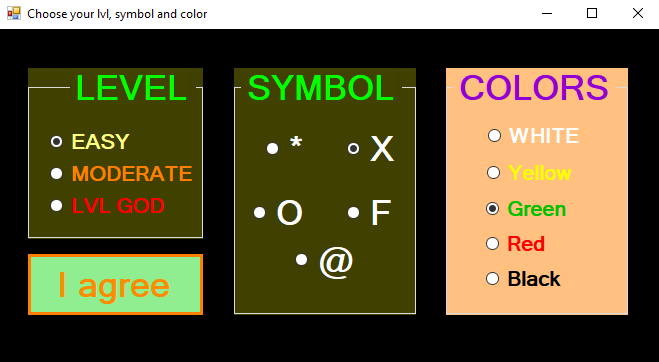 Choose your lvl, symbol and color
LEVEL
EASY
MODERATE
LVL GOD
I agree
SYMBOL
* X
O F
@
COLORS
WHITE
Yellow
Green
Red
Black